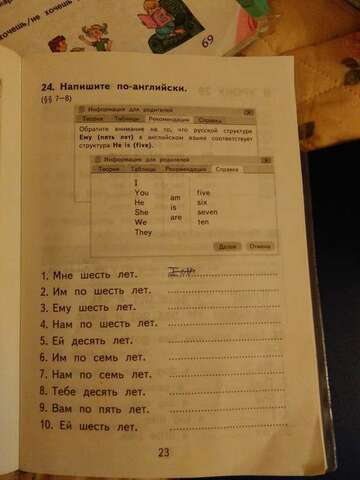 хочешь/не хочешь
69
24. Напишите по-английски.
(§§ 7–8)
Информация для родителей
Теория Таблицы Рекомендации Справка
Обратите внимание на то, что русской структуре
Ему (пять лет) в английском языке соответствует
структура He is (five).
Информация для родителей
Теория Таблицы Рекомендации Справка
I
You am five
He is six
She are seven
We ten
They
Далее Отмена
1. Мне шесть лет.
2. Им по шесть лет.
3. Ему шесть лет.
4. Нам по шесть лет.
5. Ей десять лет.
6. Им по семь лет.
7. Нам по семь лет.
8. Тебе десять лет.
9. Вам по пять лет.
10. Ей шесть лет.
23